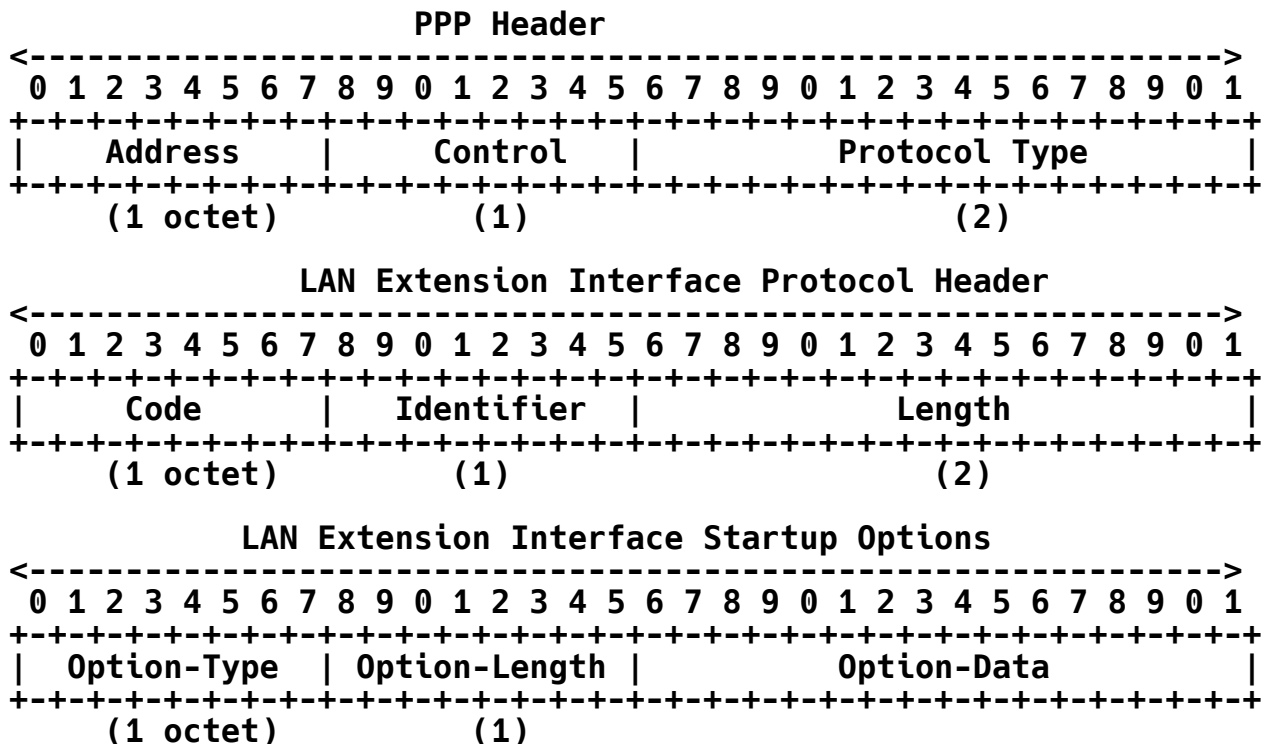 PPP Header
<-------------------------------------------------------------->
0 1 2 3 4 5 6 7 8 9 0 1 2 3 4 5 6 7 8 9 0 1 2 3 4 5 6 7 8 9 0 1
+-+-+-+-+-+-+-+-+-+-+-+-+-+-+-+-+-+-+-+-+-+-+-+-+-+-+-+-+-+-+-+-+
|    Address    |     Control   |          Protocol Type        |
+-+-+-+-+-+-+-+-+-+-+-+-+-+-+-+-+-+-+-+-+-+-+-+-+-+-+-+-+-+-+-+-+
(1 octet)          (1)                      (2)
LAN Extension Interface Protocol Header
<-------------------------------------------------------------->
0 1 2 3 4 5 6 7 8 9 0 1 2 3 4 5 6 7 8 9 0 1 2 3 4 5 6 7 8 9 0 1
+-+-+-+-+-+-+-+-+-+-+-+-+-+-+-+-+-+-+-+-+-+-+-+-+-+-+-+-+-+-+-+-+
|     Code      |   Identifier  |             Length            |
+-+-+-+-+-+-+-+-+-+-+-+-+-+-+-+-+-+-+-+-+-+-+-+-+-+-+-+-+-+-+-+-+
(1 octet)         (1)                      (2)
LAN Extension Interface Startup Options
<-------------------------------------------------------------->
0 1 2 3 4 5 6 7 8 9 0 1 2 3 4 5 6 7 8 9 0 1 2 3 4 5 6 7 8 9 0 1
+-+-+-+-+-+-+-+-+-+-+-+-+-+-+-+-+-+-+-+-+-+-+-+-+-+-+-+-+-+-+-+-+
|  Option-Type  | Option-Length |          Option-Data          |
+-+-+-+-+-+-+-+-+-+-+-+-+-+-+-+-+-+-+-+-+-+-+-+-+-+-+-+-+-+-+-+-+
(1 octet)          (1)